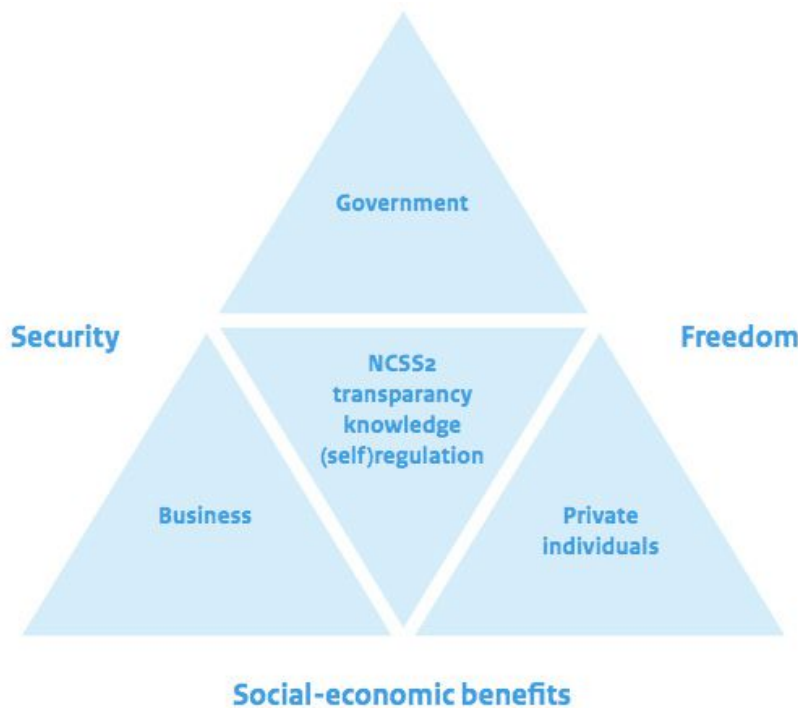 Government
Security
Freedom
NCSS2
transparancy
knowledge
(self)regulation
Business
Private
individuals
Social-economic benefits